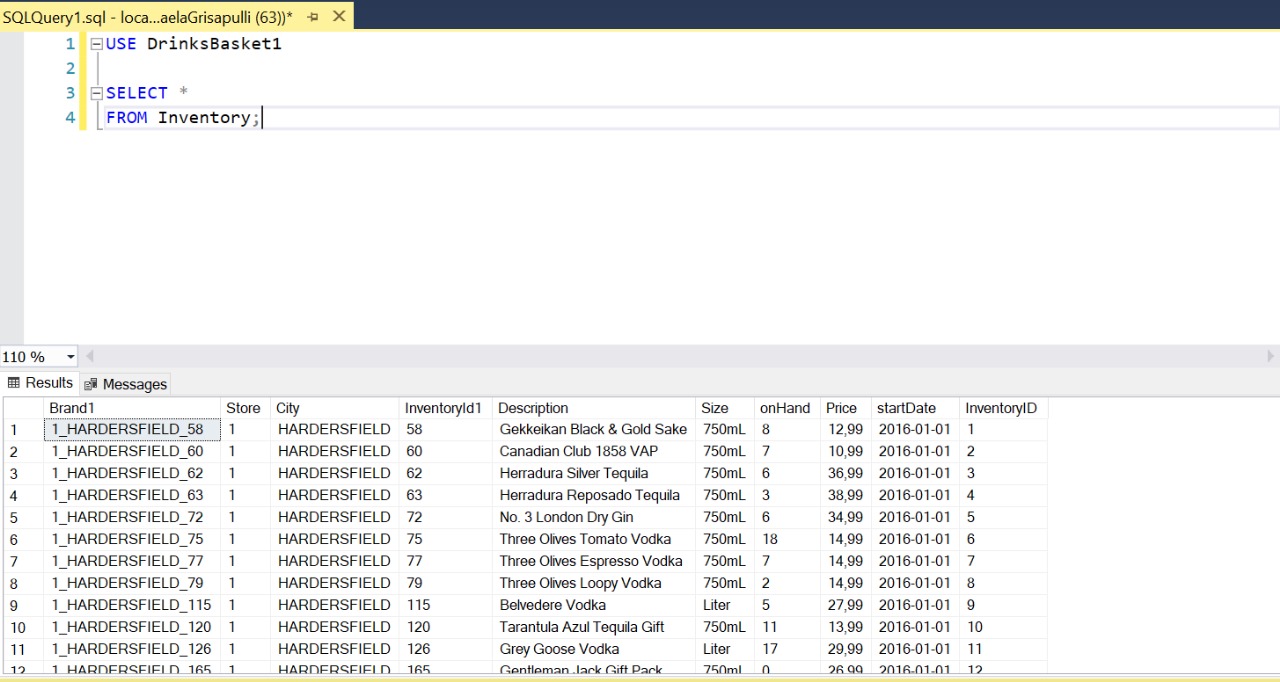 SQLQuery1.sql - loca...aelaGrisapulli (63))*
1 USE DrinksBasket1
2
3 SELECT *
4 FROM Inventory;
110 %
Results Messages
Brand1 Store City InventoryId1 Description Size onHand Price startDate InventoryID
1 1_HARDERSFIELD_58 1 HARDERSFIELD 58 Gekkeikan Black & Gold Sake 750mL 8 12,99 2016-01-01 1
2 1_HARDERSFIELD_60 1 HARDERSFIELD 60 Canadian Club 1858 VAP 750mL 7 10,99 2016-01-01 2
3 1_HARDERSFIELD_62 1 HARDERSFIELD 62 Herradura Silver Tequila 750mL 6 36,99 2016-01-01 3
4 1_HARDERSFIELD_63 1 HARDERSFIELD 63 Herradura Reposado Tequila 750mL 3 38,99 2016-01-01 4
5 1_HARDERSFIELD_72 1 HARDERSFIELD 72 No. 3 London Dry Gin 750mL 6 34,99 2016-01-01 5
6 1_HARDERSFIELD_75 1 HARDERSFIELD 75 Three Olives Tomato Vodka 750mL 18 14,99 2016-01-01 6
7 1_HARDERSFIELD_77 1 HARDERSFIELD 77 Three Olives Espresso Vodka 750mL 7 14,99 2016-01-01 7
8 1_HARDERSFIELD_79 1 HARDERSFIELD 79 Three Olives Loopy Vodka 750mL 2 14,99 2016-01-01 8
9 1_HARDERSFIELD_115 1 HARDERSFIELD 115 Belvedere Vodka Liter 5 27,99 2016-01-01 9
10 1_HARDERSFIELD_120 1 HARDERSFIELD 120 Tarantula Azul Tequila Gift 750mL 11 13,99 2016-01-01 10
11 1_HARDERSFIELD_126 1 HARDERSFIELD 126 Grey Goose Vodka Liter 17 29,99 2016-01-01 11
12 1_HARDERSFIELD_165 1 HARDERSFIELD 165 Gentleman Jack Gift Pack 750mL 0 26,99 2016-01-01 12